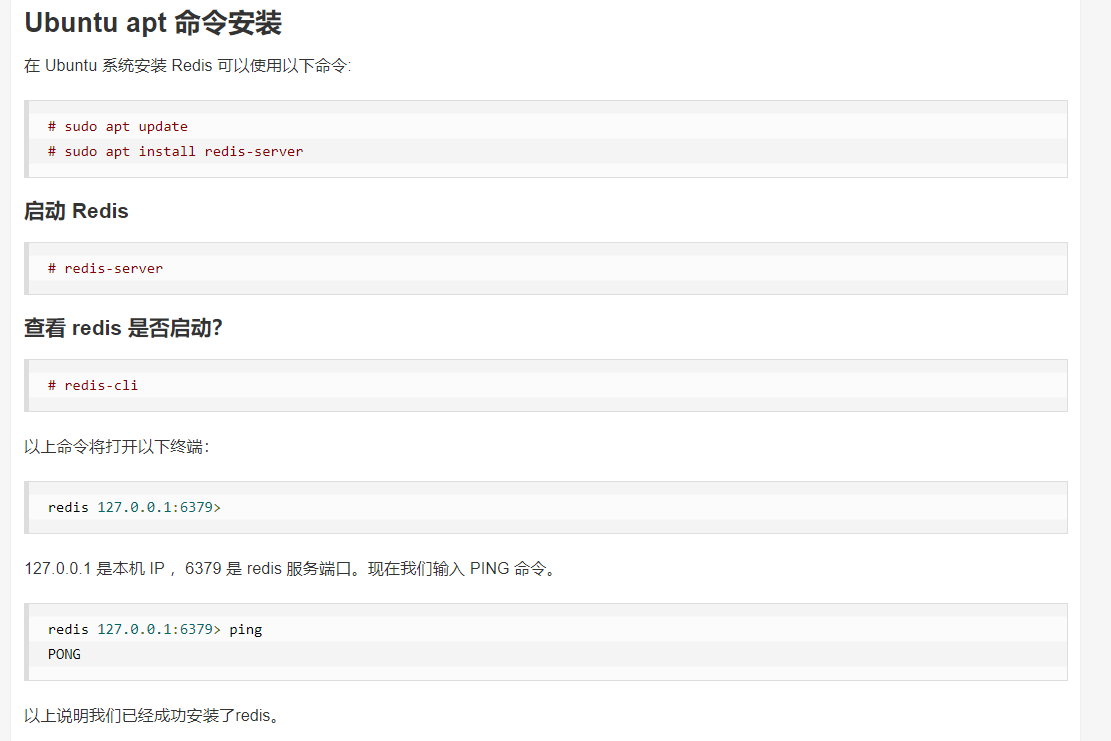 Ubuntu apt 命令安装
在 Ubuntu 系统安装 Redis 可以使用以下命令:
# sudo apt update
# sudo apt install redis-server
启动 Redis
# redis-server
查看 redis 是否启动？
# redis-cli
以上命令将打开以下终端：
redis 127.0.0.1:6379>
127.0.0.1 是本机 IP ，6379 是 redis 服务端口。现在我们输入 PING 命令。
redis 127.0.0.1:6379> ping
PONG
以上说明我们已经成功安装了redis。